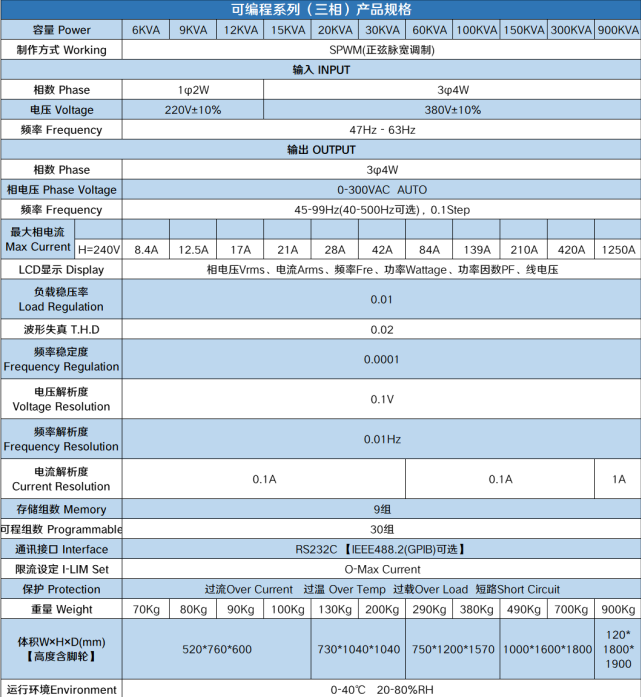 可编程系列（三相）产品规格
容量 Power 6KVA 9KVA 12KVA 15KVA 20KVA 30KVA 60KVA 100KVA 150KVA 300KVA 900KVA
制作方式 Working SPWM(正弦脉宽调制)
输入 INPUT
相数 Phase 1φ2W 3φ4W
电压 Voltage 220V±10% 380V±10%
频率 Frequency 47Hz - 63Hz
输出 OUTPUT
相数 Phase 3φ4W
相电压 Phase Voltage 0-300VAC AUTO
频率 Frequency 45-99Hz(40-500Hz可选) , 0.1Step
最大相电流
Max Current H=240V 8.4A 12.5A 17A 21A 28A 42A 84A 139A 210A 420A 1250A
LCD显示 Display 相电压Vrms、电流Arms、频率Fre、功率Wattage、功率因数PF、线电压
负载稳压率
Load Regulation 0.01
波形失真 T.H.D 0.02
频率稳定度
Frequency Regulation 0.0001
电压解析度
Voltage Resolution 0.1V
频率解析度
Frequency Resolution 0.01Hz
电流解析度
Current Resolution 0.1A 0.1A 1A
存储组数 Memory 9组
可程组数 Programmable 30组
通讯接口 Interface RS232C 【IEEE488.2(GPIB)可选】
限流设定 I-LIM Set O-Max Current
保护 Protection 过流Over Current 过温 Over Temp 过载Over Load 短路Short Circuit
重量 Weight 70Kg 80Kg 90Kg 100Kg 130Kg 200Kg 290Kg 380Kg 490Kg 700Kg 900Kg
体积W×H×D(mm)
【高度含脚轮】 520*760*600 730*1040*1040 750*1200*1570 1000*1600*1800 120*
1800*
1900
运行环境Environment 0-40℃ 20-80%RH